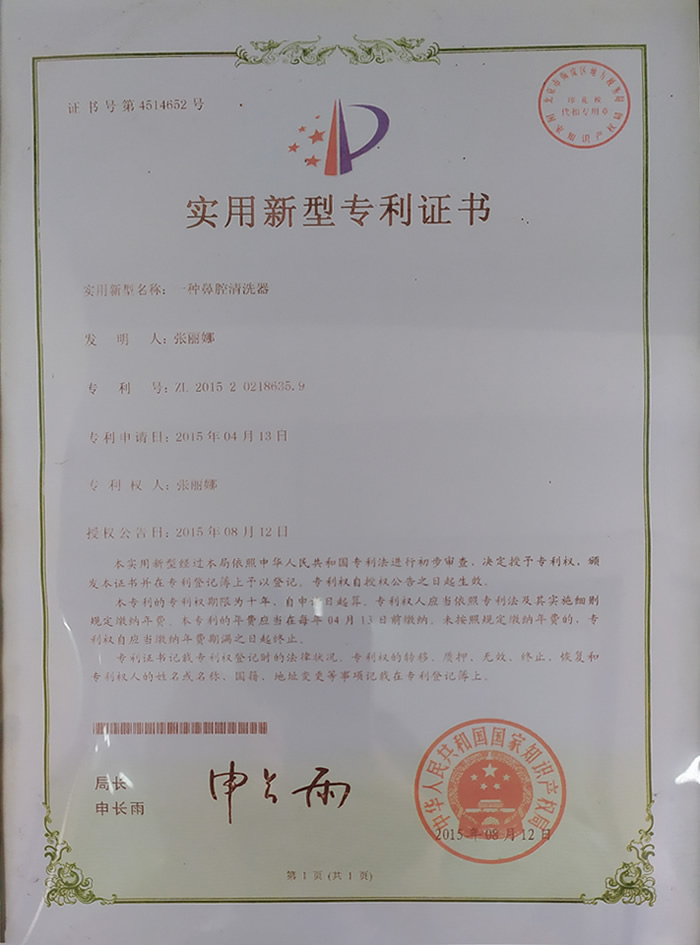 证书号第4514652号
印花税
代扣专用章
实用新型专利证书
实用新型名称：一种鼻腔清洗器
发 明 人：张丽娜
专 利 号：ZL 2015 2 0218635.9
专利申请日：2015年04月13日
专 利 权 人：张丽娜
授权公告日：2015年08月12日
本实用新型经过本局依照中华人民共和国专利法进行初步审查，决定授予专利权，颁
发本证书并在专利登记簿上予以登记。专利权自授权公告之日起生效。
本专利的专利权期限为十年，自申请日起算。专利权人应当依照专利法及其实施细则
规定缴纳年费。本专利的年费应当在每年04月13日前缴纳。未按照规定缴纳年费的，专
利权自应当缴纳年费期满之日起终止。
专利证书记载专利权登记时的法律状况。专利权的转移、质押、无效、终止、恢复和
专利权人的姓名或名称、国籍、地址变更等事项记载在专利登记簿上。
局长
申长雨
申长雨
中华人民共和国国家知识产权局
2015年08月12日
第1页(共1页)